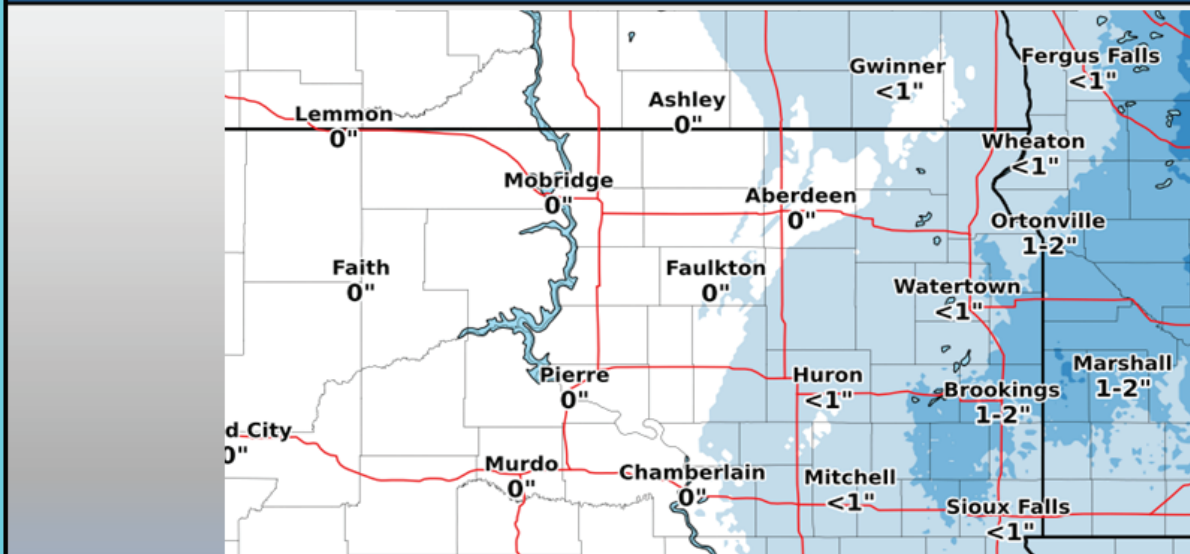 Fergus Falls
<1"
Gwinner
<1"
Ashley
0"
Lemmon
0"
Wheaton
<1"
Mobridge
0"
Aberdeen
0"
Ortonville
1-2"
Faith
0"
Faulkton
0"
Watertown
<1"
Marshall
1-2"
Pierre
0"
Huron
<1"
Brookings
1-2"
d City
0"
Murdo
0"
Chamberlain
0"
Mitchell
<1"
Sioux Falls
<1"